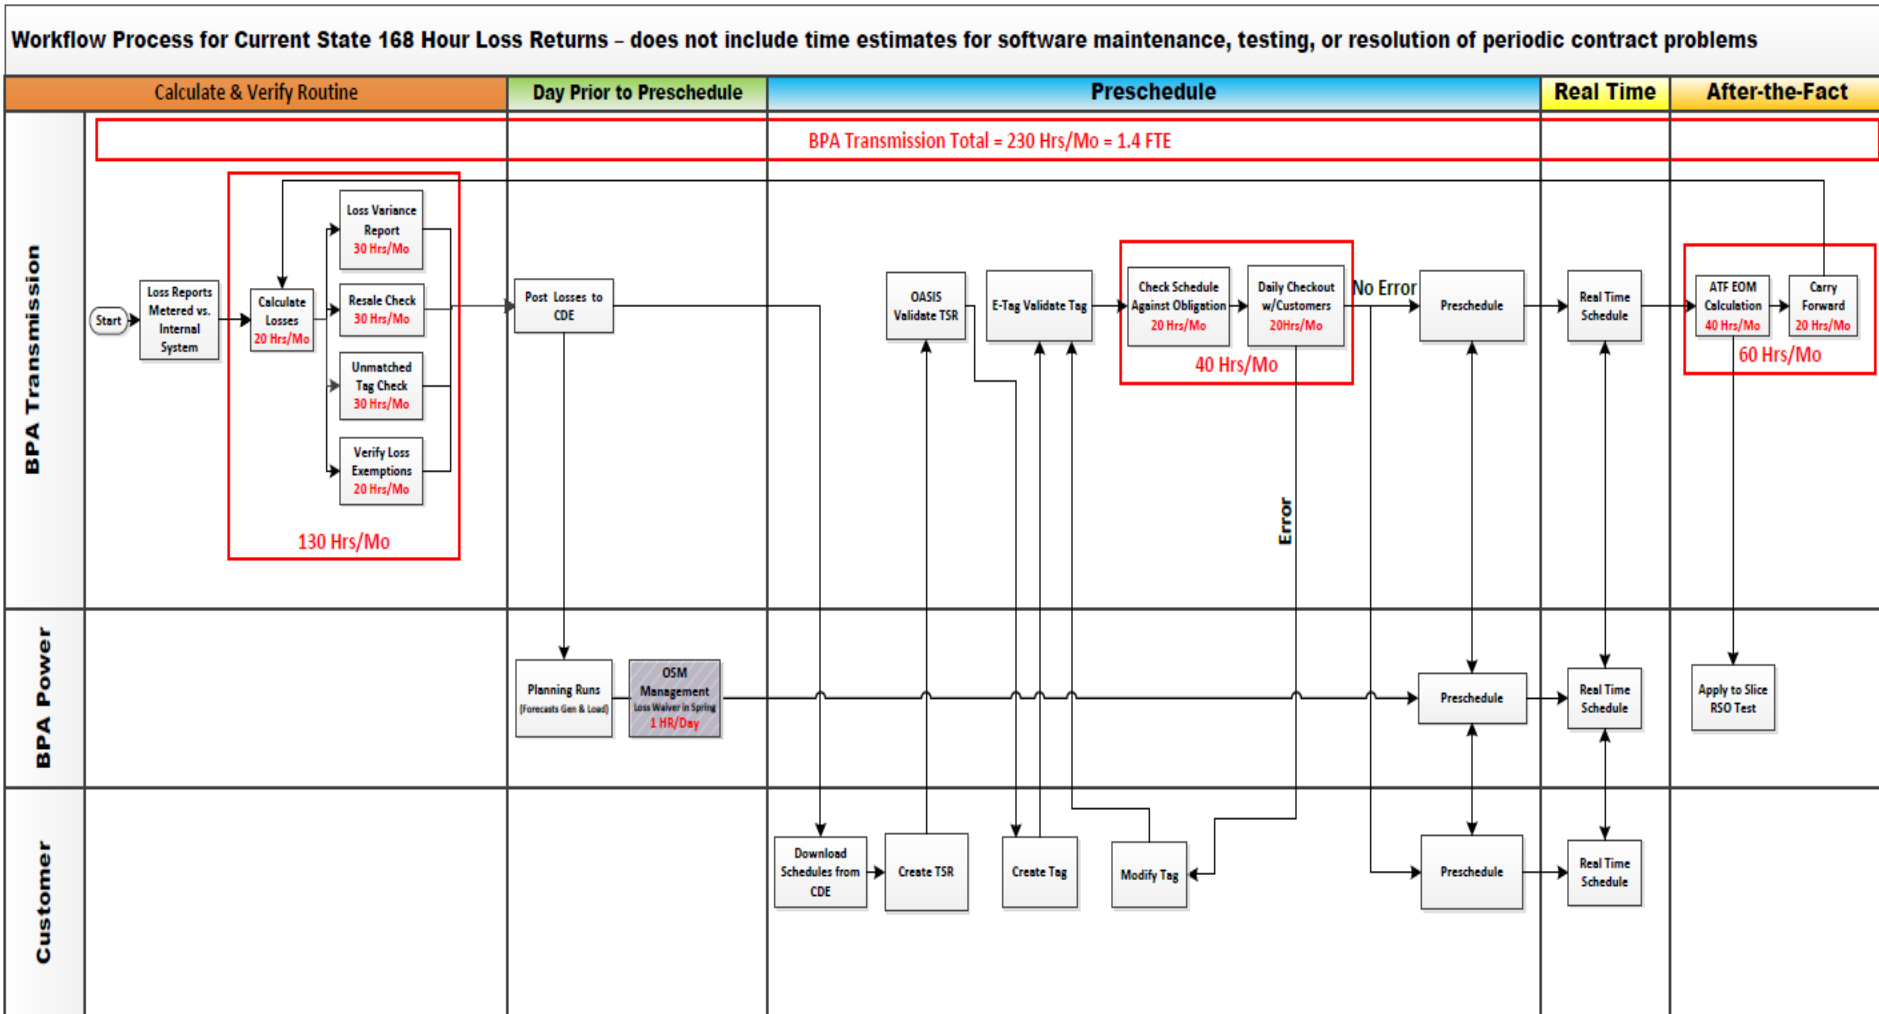 Workflow Process for Current State 168 Hour Loss Returns – does not include time estimates for software maintenance, testing, or resolution of periodic contract problems
Calculate & Verify Routine
Day Prior to Preschedule
Preschedule
Real Time
After-the-Fact
BPA Transmission
BPA Transmission Total = 230 Hrs/Mo = 1.4 FTE
Start
Loss Reports
Metered vs.
Internal
System
Calculate
Losses
20 Hrs/Mo
Loss Variance
Report
30 Hrs/Mo
Resale Check
30 Hrs/Mo
Unmatched
Tag Check
30 Hrs/Mo
Verify Loss
Exemptions
20 Hrs/Mo
130 Hrs/Mo
Post Losses to
CDE
OASIS
Validate TSR
E-Tag Validate Tag
Check Schedule
Against Obligation
20 Hrs/Mo
Daily Checkout
w/Customers
20Hrs/Mo
40 Hrs/Mo
No Error
Error
Preschedule
Real Time
Schedule
ATF EOM
Calculation
40 Hrs/Mo
Carry
Forward
20 Hrs/Mo
60 Hrs/Mo
BPA Power
Planning Runs
(Forecasts Gen & Load)
OSM
Management
Loss Waiver in Spring
1 HR/Day
Preschedule
Real Time
Schedule
Apply to Slice
RSO Test
Customer
Download
Schedules from
CDE
Create TSR
Create Tag
Modify Tag
Preschedule
Real Time
Schedule